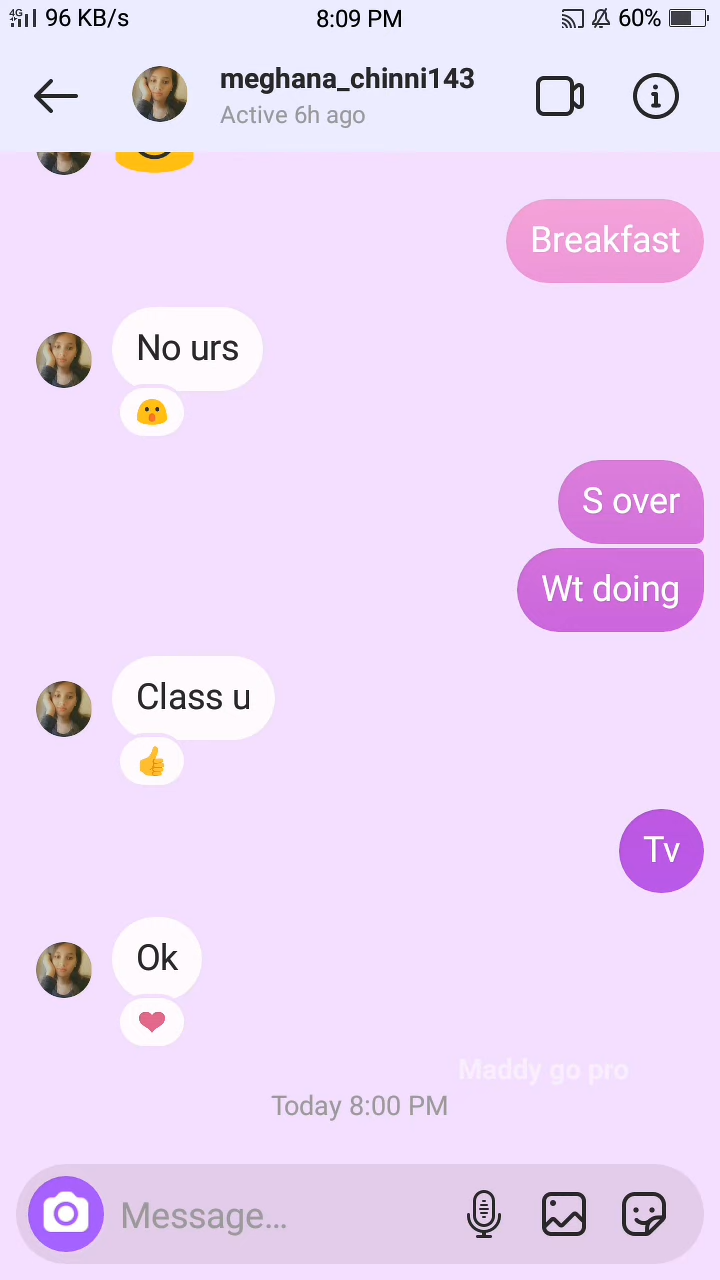 4G 96 KB/s 8:09 PM 60%
meghana_chinni143
Active 6h ago
Breakfast
No urs
S over
Wt doing
Class u
Tv
Ok
Maddy go pro
Today 8:00 PM
Message...